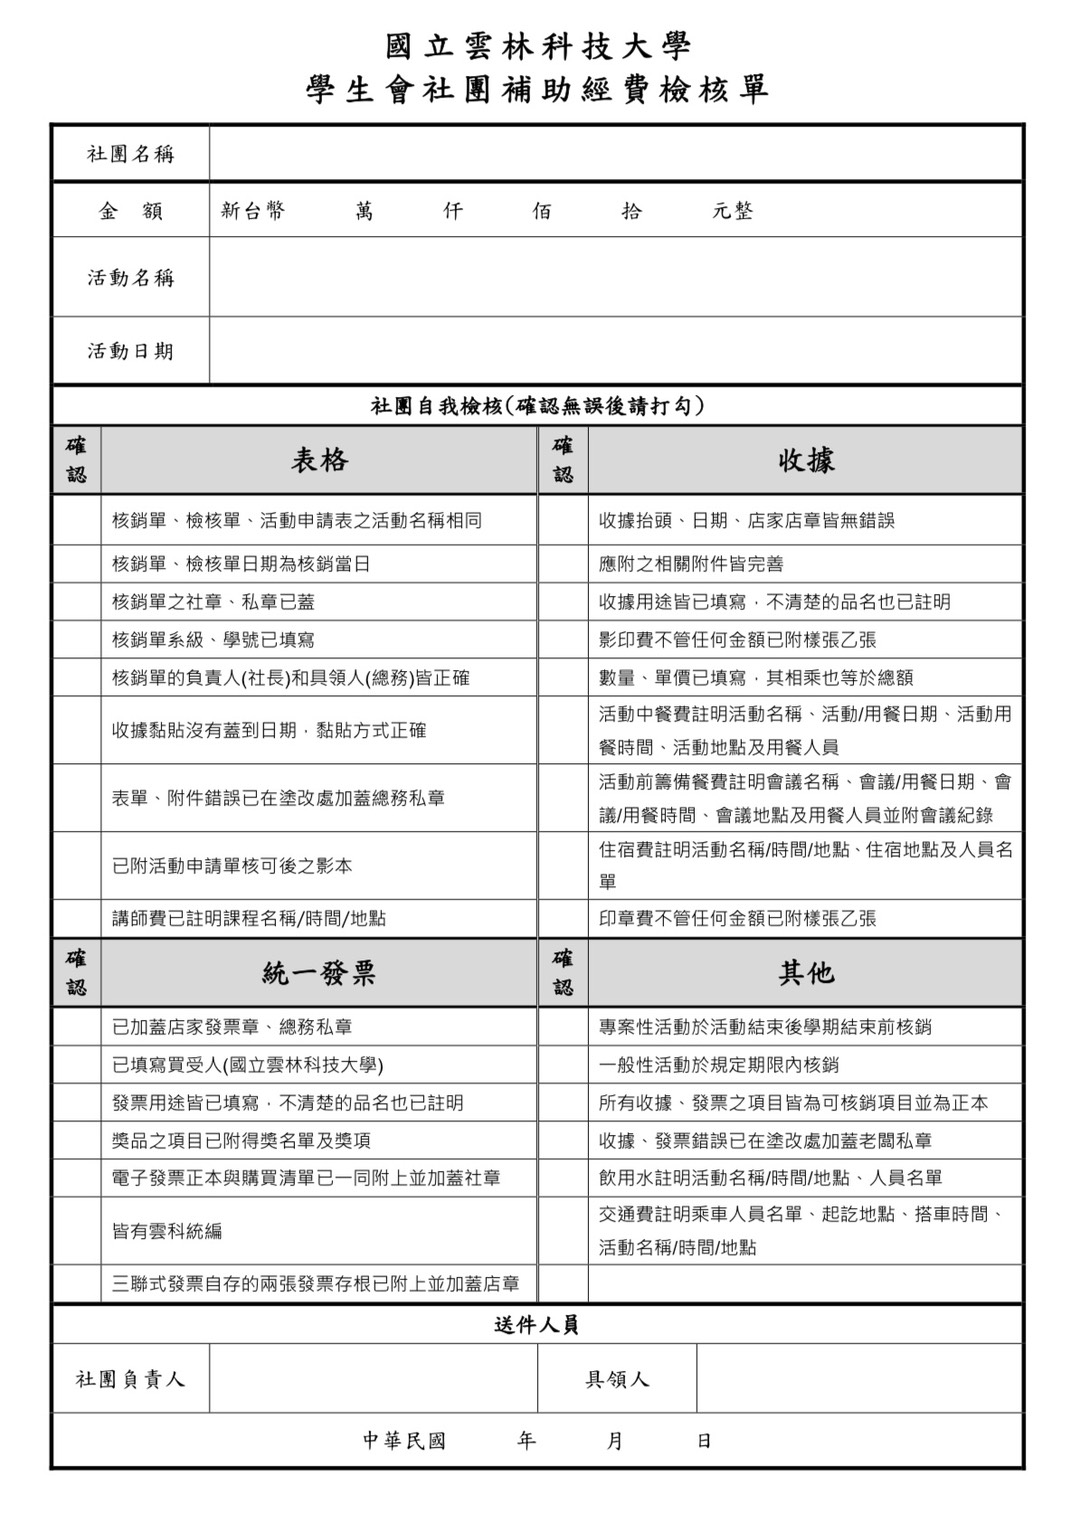 國立雲林科技大學
學生會社團補助經費檢核單
社團名稱
金 額 新台幣 萬 仟 佰 拾 元整
活動名稱
活動日期
社團自我檢核(確認無誤後請打勾)
確認 表格 確認 收據
核銷單、檢核單、活動申請表之活動名稱相同 收據抬頭、日期、店家店章皆無錯誤
核銷單、檢核單日期為核銷當日 應附之相關附件皆完善
核銷單之社章、私章已蓋 收據用途皆已填寫，不清楚的品名也已註明
核銷單系級、學號已填寫 影印費不管任何金額已附樣張乙張
核銷單的負責人(社長)和具領人(總務)皆正確 數量、單價已填寫，其相乘也等於總額
收據黏貼沒有蓋到日期，黏貼方式正確 活動中餐費註明活動名稱、活動/用餐日期、活動用
餐時間、活動地點及用餐人員
表單、附件錯誤已在塗改處加蓋總務私章 活動前籌備餐費註明會議名稱、會議/用餐日期、會
議/用餐時間、會議地點及用餐人員並附會議紀錄
已附活動申請單核可後之影本 住宿費註明活動名稱/時間/地點、住宿地點及人員名
單
講師費已註明課程名稱/時間/地點 印章費不管任何金額已附樣張乙張
確認 統一發票 確認 其他
已加蓋店家發票章、總務私章 專案性活動於活動結束後學期結束前核銷
已填寫買受人(國立雲林科技大學) 一般性活動於規定期限內核銷
發票用途皆已填寫，不清楚的品名也已註明 所有收據、發票之項目皆為可核銷項目並為正本
獎品之項目已附得獎名單及獎項 收據、發票錯誤已在塗改處加蓋老闆私章
電子發票正本與購買清單已一同附上並加蓋社章 飲用水註明活動名稱/時間/地點、人員名單
皆有雲科統編 交通費註明乘車人員名單、起訖地點、搭車時間、
活動名稱/時間/地點
三聯式發票自存的兩張發票存根已附上並加蓋店章
送件人員
社團負責人 具領人
中華民國 年 月 日